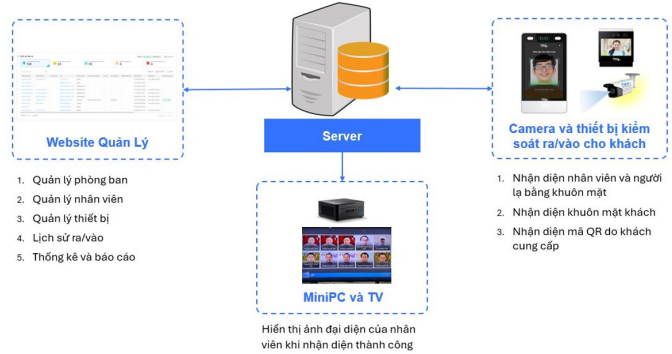 Website Quản Lý
1. Quản lý phòng ban
2. Quản lý nhân viên
3. Quản lý thiết bị
4. Lịch sử ra/vào
5. Thống kê và báo cáo
Server
MiniPC và TV
Hiển thị ảnh đại diện của nhân
viên khi nhận diện thành công
Camera và thiết bị kiểm
soát ra/vào cho khách
1. Nhận diện nhân viên và người
lạ bằng khuôn mặt
2. Nhận diện khuôn mặt khách
3. Nhận diện mã QR do khách
cung cấp